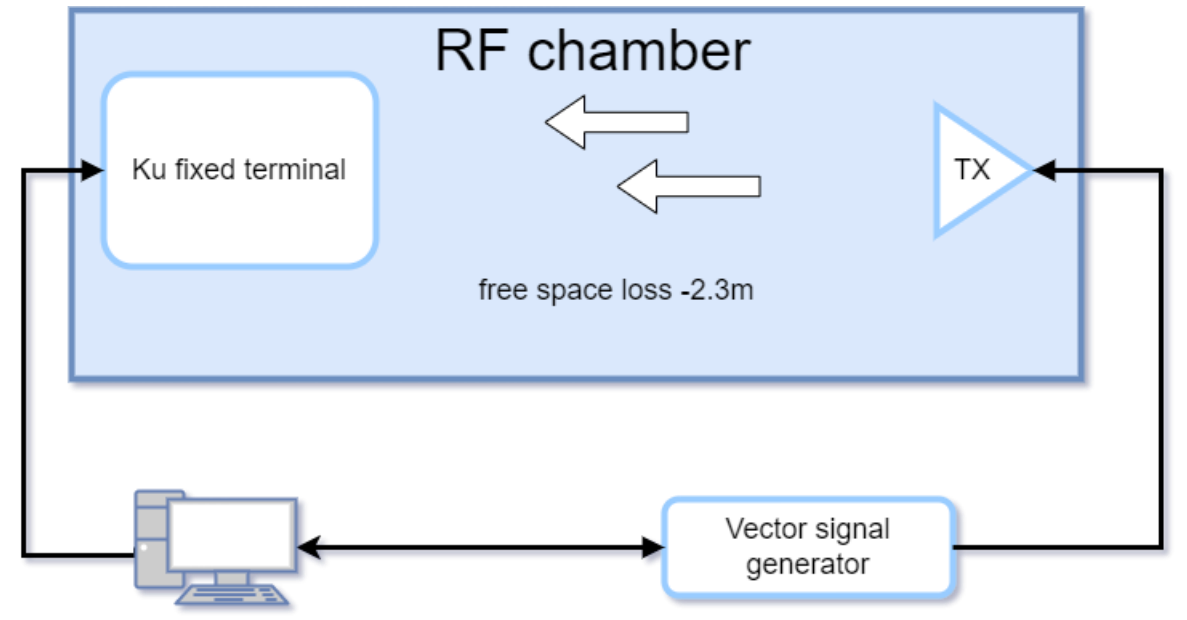 RF chamber
Ku fixed terminal
TX
free space loss -2.3m
Vector signal
generator